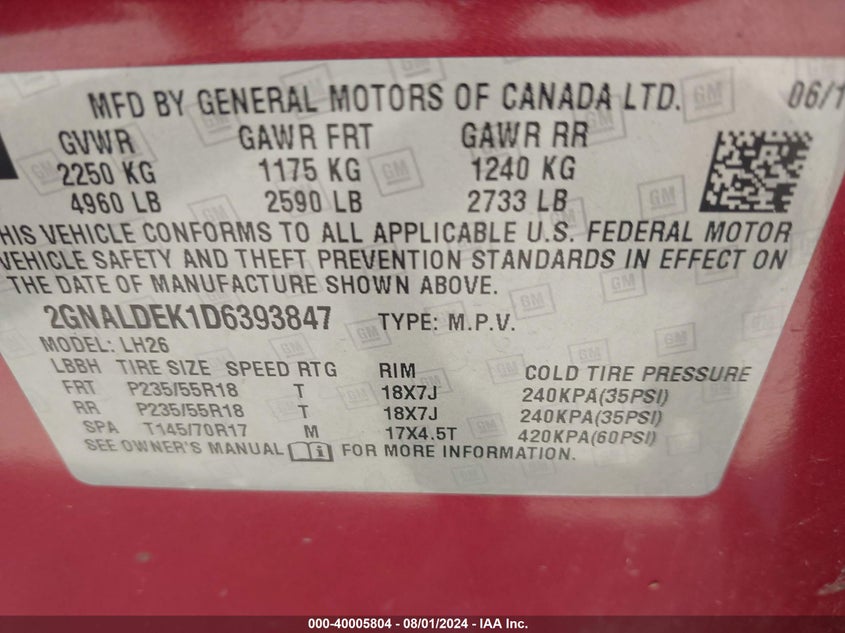 MFD BY GENERAL MOTORS OF CANADA LTD. 06/1
GVWR GAWR FRT GAWR RR
2250 KG 1175 KG 1240 KG
4960 LB 2590 LB 2733 LB
HIS VEHICLE CONFORMS TO ALL APPLICABLE U.S. FEDERAL MOTOR
VEHICLE SAFETY AND THEFT PREVENTION STANDARDS IN EFFECT ON
THE DATE OF MANUFACTURE SHOWN ABOVE.
2GNALDEK1D6393847 TYPE: M.P.V.
MODEL: LH26
LBBH TIRE SIZE SPEED RTG RIM COLD TIRE PRESSURE
FRT P235/55R18 T 18X7J 240KPA(35PSI)
RR P235/55R18 T 18X7J 240KPA(35PSI)
SPA T145/70R17 M 17X4.5T 420KPA(60PSI)
SEE OWNER'S MANUAL FOR MORE INFORMATION.
000-40005804 - 08/01/2024 - IAA Inc.